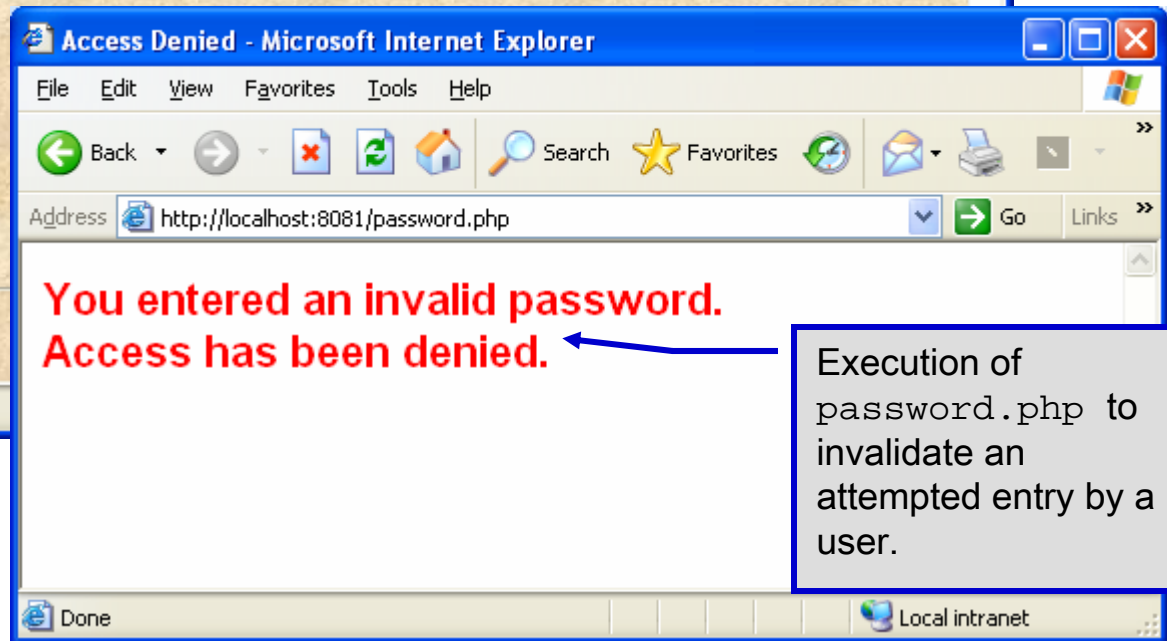 Access Denied - Microsoft Internet Explorer
File Edit View Favorites Tools Help
Back Search Favorites »
Address http://localhost:8081/password.php Go Links »
You entered an invalid password.
Access has been denied.
Execution of
password.php to
invalidate an
attempted entry by a
user.
Done Local intranet